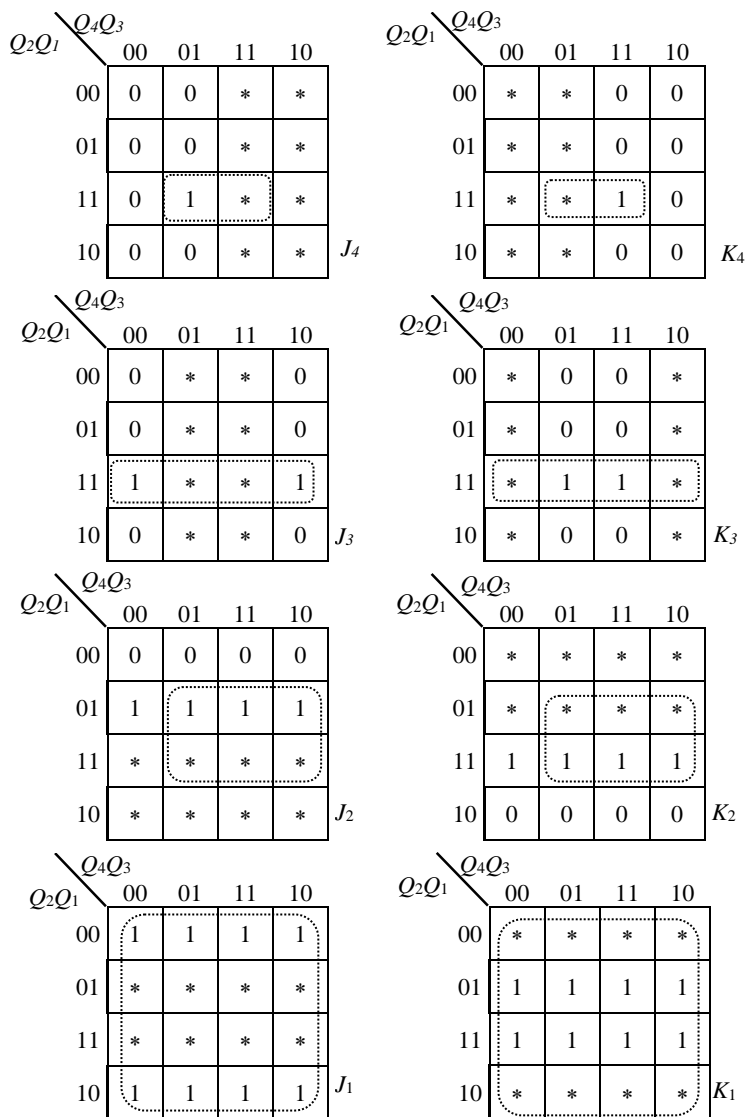 Q4Q3 Q4Q3
Q2Q1 00 01 11 10 Q2Q1 00 01 11 10
00 0 0 * * 00 * * 0 0
01 0 0 * * 01 * * 0 0
11 0 1 * * 11 * * 1 0
10 0 0 * * J4 10 * * 0 0 K4
Q4Q3 Q4Q3
Q2Q1 00 01 11 10 Q2Q1 00 01 11 10
00 0 * * 0 00 * 0 0 *
01 0 * * 0 01 * 0 0 *
11 1 * * 1 11 * 1 1 *
10 0 * * 0 J3 10 * 0 0 * K3
Q4Q3 Q4Q3
Q2Q1 00 01 11 10 Q2Q1 00 01 11 10
00 0 0 0 0 00 * * * *
01 1 1 1 1 01 * * * *
11 * * * * 11 1 1 1 1
10 * * * * J2 10 0 0 0 0 K2
Q4Q3 Q4Q3
Q2Q1 00 01 11 10 Q2Q1 00 01 11 10
00 1 1 1 1 00 * * * *
01 * * * * 01 1 1 1 1
11 * * * * 11 1 1 1 1
10 1 1 1 1 J1 10 * * * * K1